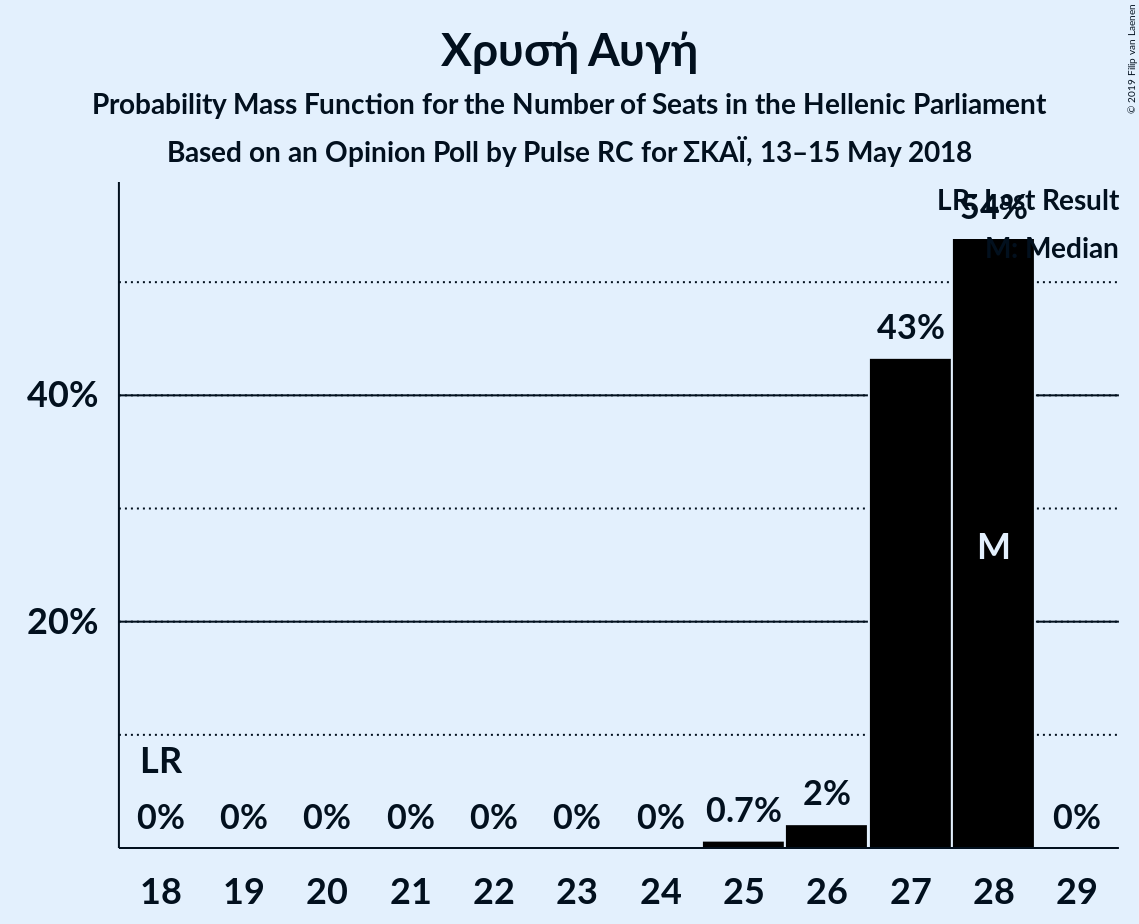 Χρυσή Αυγή
Probability Mass Function for the Number of Seats in the Hellenic Parliament
Based on an Opinion Poll by Pulse RC for ΣΚΑΪ, 13–15 May 2018
© 2019 Filip van Laenen
LR: Last Result
M: Median
54%
43%
40%
M
20%
LR
0% 0% 0% 0% 0% 0% 0% 0.7% 2% 0%
18 19 20 21 22 23 24 25 26 27 28 29